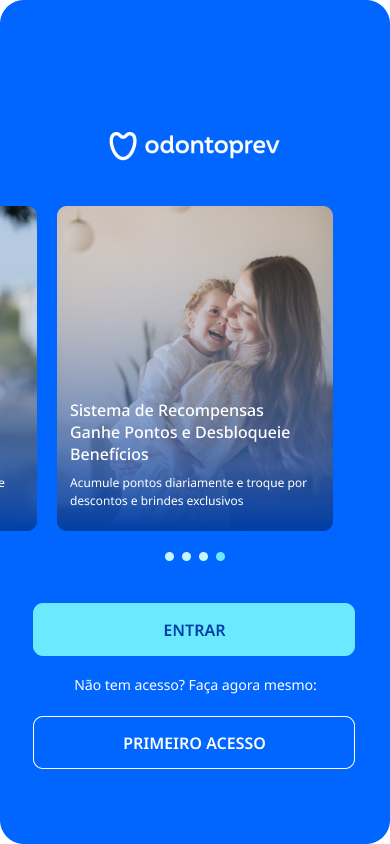 odontoprev
Sistema de Recompensas
Ganhe Pontos e Desbloqueie
Benefícios
e
Acumule pontos diariamente e troque por
descontos e brindes exclusivos
ENTRAR
Não tem acesso? Faça agora mesmo:
PRIMEIRO ACESSO